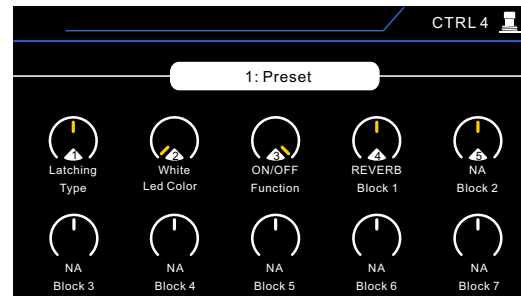 CTRL 4
1: Preset
1 2 3 4 5
Latching White ON/OFF REVERB NA
Type Led Color Function Block 1 Block 2
NA NA NA NA NA
Block 3 Block 4 Block 5 Block 6 Block 7